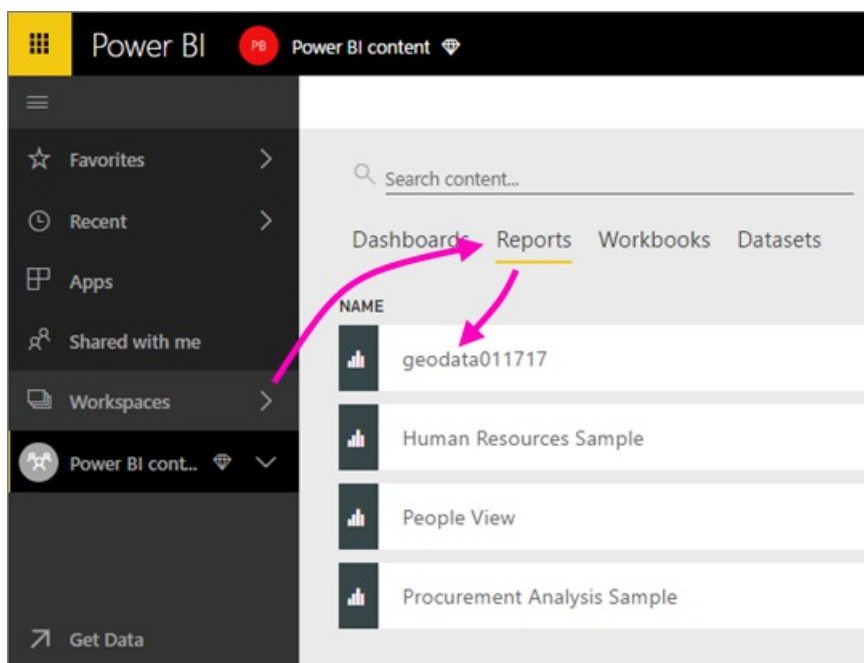 Power BI PB Power BI content
Favorites
Recent
Apps
Shared with me
Workspaces
Power BI cont...
Get Data
Search content...
Dashboards Reports Workbooks Datasets
NAME
geodata011717
Human Resources Sample
People View
Procurement Analysis Sample